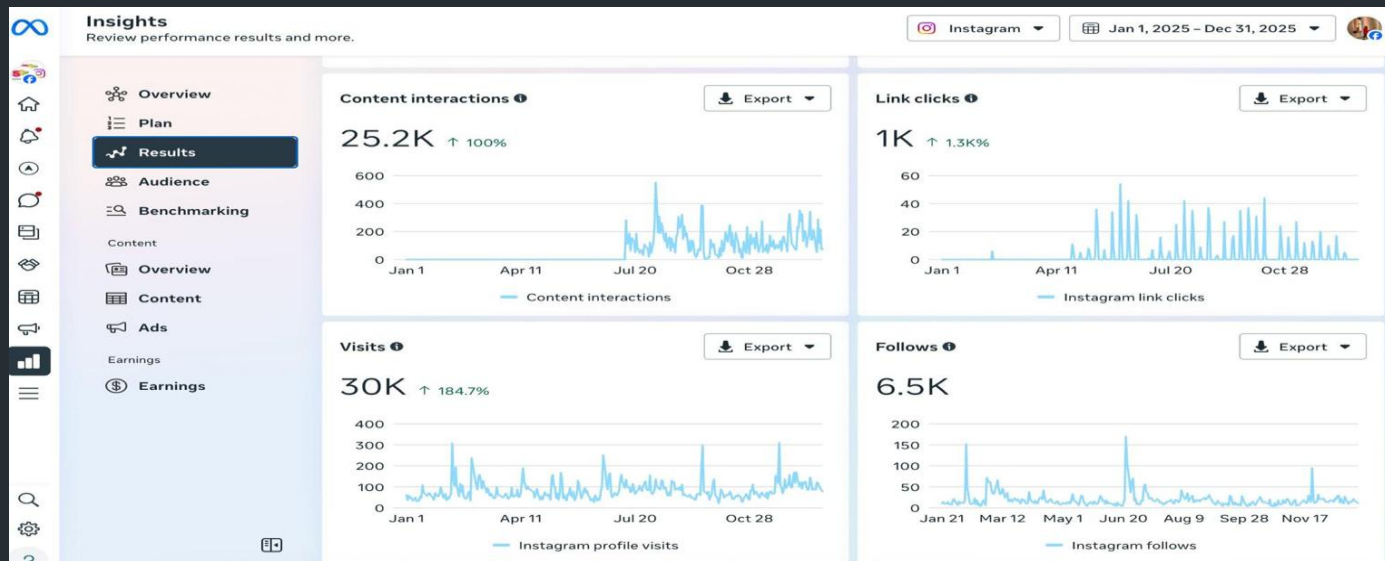 Insights
Review performance results and more.
Instagram
Jan 1, 2025 – Dec 31, 2025
Overview
Plan
Results
Audience
Benchmarking
Content
Overview
Content
Ads
Earnings
Earnings
Content interactions
Export
25.2K ↑ 100%
600
400
200
0
Jan 1 Apr 11 Jul 20 Oct 28
Content interactions
Link clicks
Export
1K ↑ 1.3K%
60
40
20
0
Jan 1 Apr 11 Jul 20 Oct 28
Instagram link clicks
Visits
Export
30K ↑ 184.7%
400
300
200
100
0
Jan 1 Apr 11 Jul 20 Oct 28
Instagram profile visits
Follows
Export
6.5K
200
150
100
50
0
Jan 21 Mar 12 May 1 Jun 20 Aug 9 Sep 28 Nov 17
Instagram follows